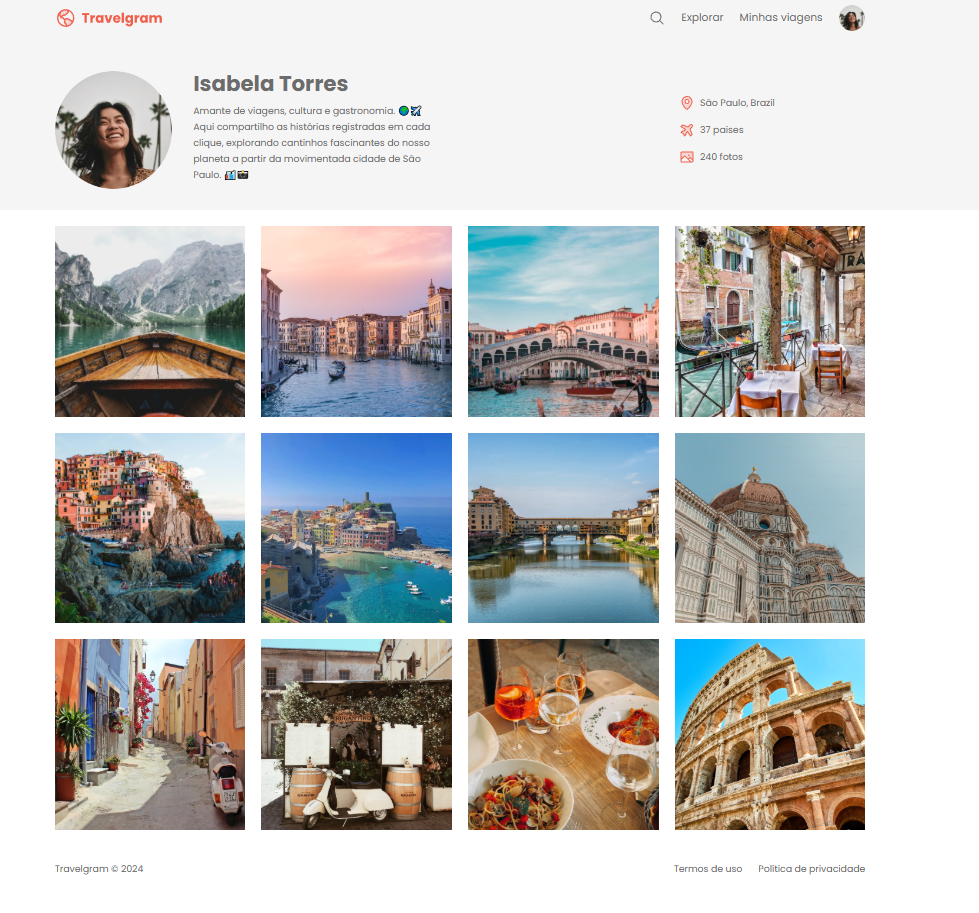 Travelgram
Explorar Minhas viagens
Isabela Torres
Amante de viagens, cultura e gastronomia. 🌍✈️
Aqui compartilho as histórias registradas em cada
clique, explorando cantinhos fascinantes do nosso
planeta a partir da movimentada cidade de São
Paulo. 🏙️📸
São Paulo, Brazil
37 países
240 fotos
RA
Travelgram © 2024
Termos de uso Política de privacidade